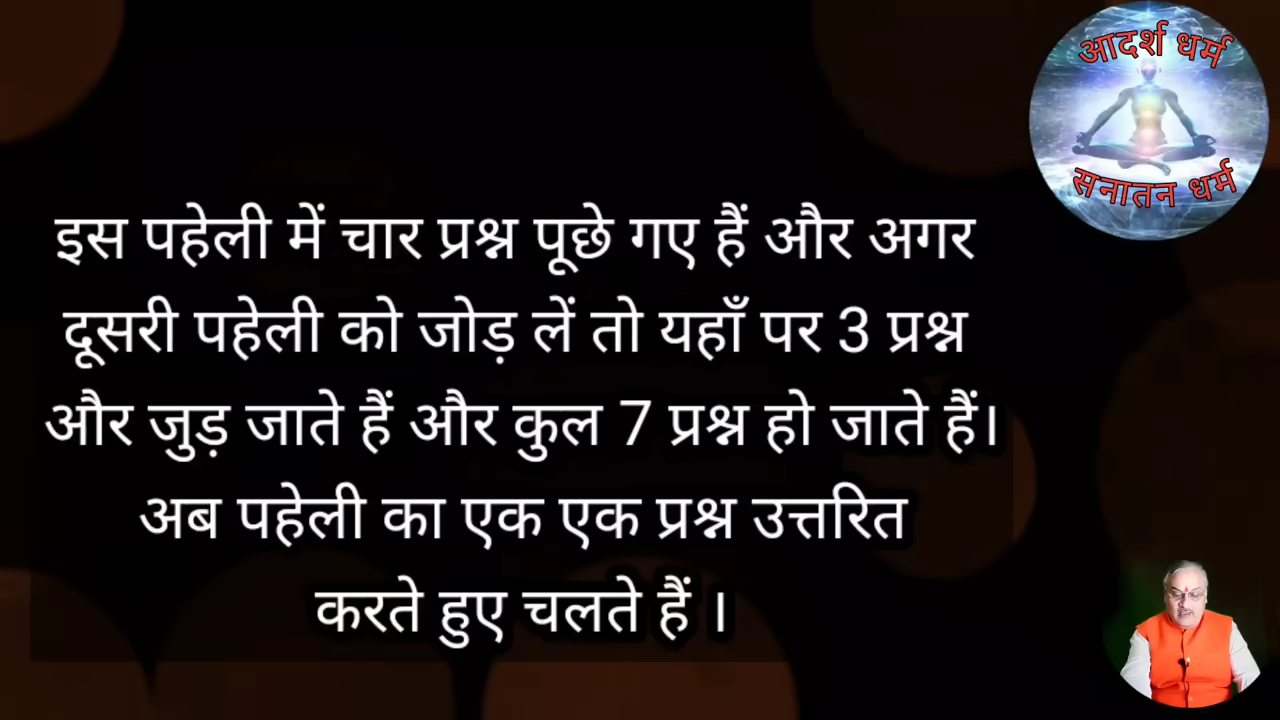 आदर्श धर्म
सनातन धर्म
इस पहेली में चार प्रश्न पूछे गए हैं और अगर
दूसरी पहेली को जोड़ लें तो यहाँ पर 3 प्रश्न
और जुड़ जाते हैं और कुल 7 प्रश्न हो जाते हैं।
अब पहेली का एक एक प्रश्न उत्तरित
करते हुए चलते हैं ।